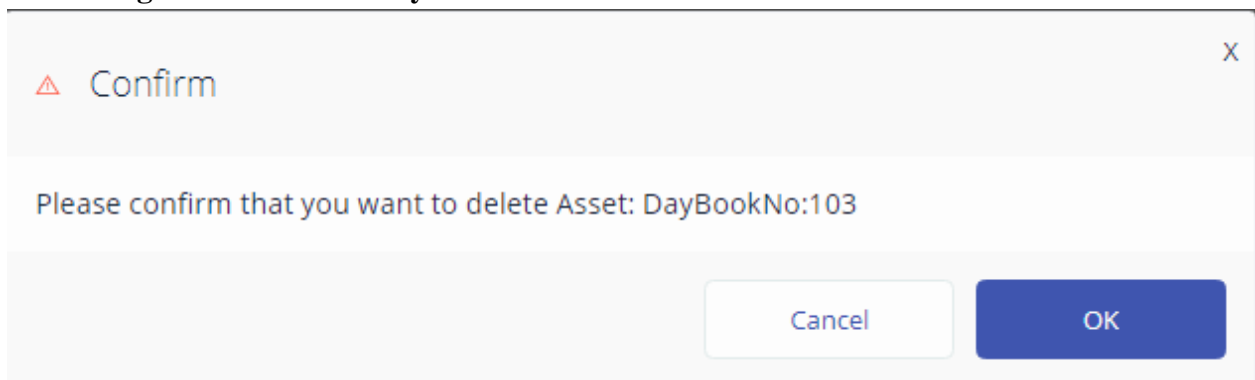 X
Confirm
Please confirm that you want to delete Asset: DayBookNo:103
Cancel
OK